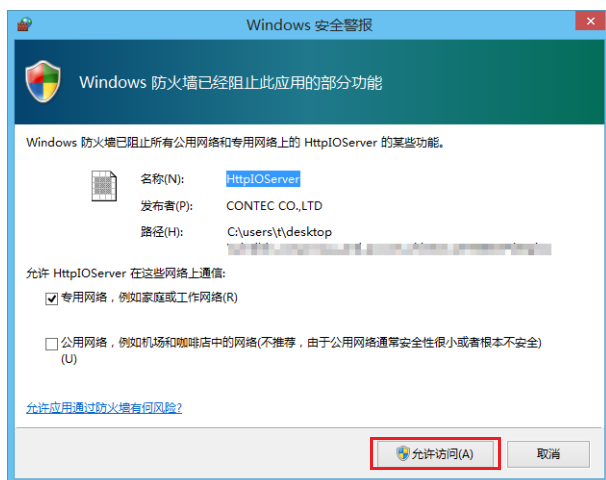 Windows 安全警报
Windows 防火墙已经阻止此应用的部分功能
Windows 防火墙已阻止所有公用网络和专用网络上的 HttpIOServer 的某些功能。
名称(N): HttpIOServer
发布者(P): CONTEC CO.,LTD
路径(H): C:\users\t\desktop
允许 HttpIOServer 在这些网络上通信:
专用网络，例如家庭或工作网络(R)
公用网络，例如机场和咖啡店中的网络(不推荐，由于公用网络通常安全性很小或者根本不安全)
(U)
允许应用通过防火墙有何风险?
允许访问(A) 取消